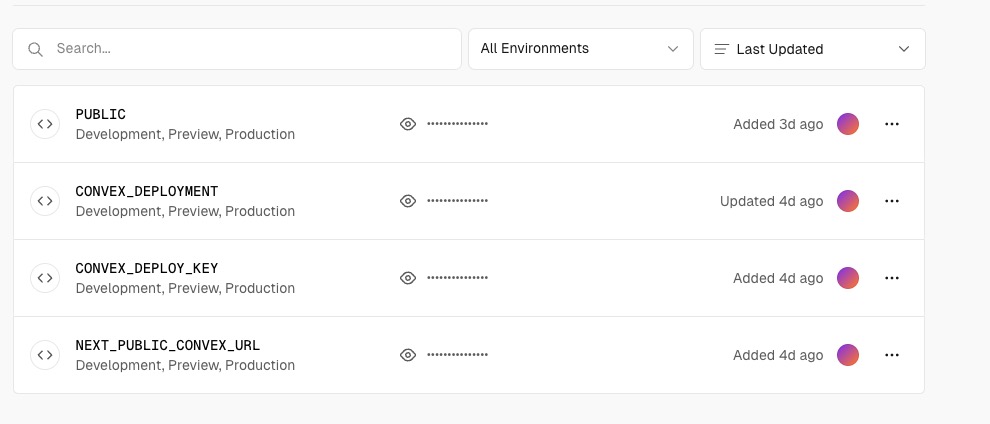 Search...
All Environments
Last Updated
PUBLIC
Development, Preview, Production
•••••••••••••••
Added 3d ago
CONVEX_DEPLOYMENT
Development, Preview, Production
•••••••••••••••
Updated 4d ago
CONVEX_DEPLOY_KEY
Development, Preview, Production
•••••••••••••••
Added 4d ago
NEXT_PUBLIC_CONVEX_URL
Development, Preview, Production
•••••••••••••••
Added 4d ago